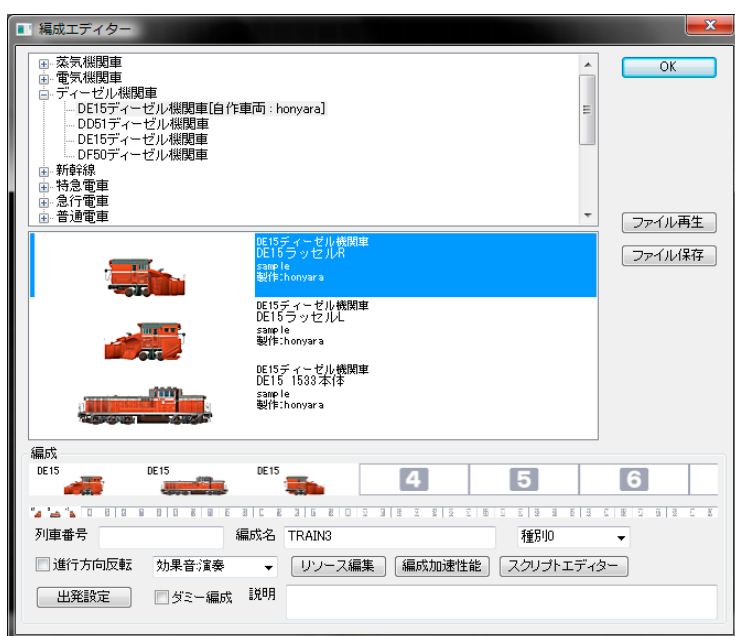 編成エディター
蒸気機関車
電気機関車
ディーゼル機関車
DE15ディーゼル機関車[自作車両 : honyara]
DD51ディーゼル機関車
DE15ディーゼル機関車
DF50ディーゼル機関車
新幹線
特急電車
急行電車
普通電車
OK
ファイル再生
ファイル保存
DE15ディーゼル機関車
DE15ラッセルR
sample
製作:honyara
DE15ディーゼル機関車
DE15ラッセルL
sample
製作:honyara
DE15ディーゼル機関車
DE15 1533本体
sample
製作:honyara
編成
DE15 DE15 DE15 4 5 6
列車番号 編成名 TRAIN3 種別0
進行方向反転 効果音:演奏 リソース編集 編成加速性能 スクリプトエディター
出発設定 ダミー編成 説明